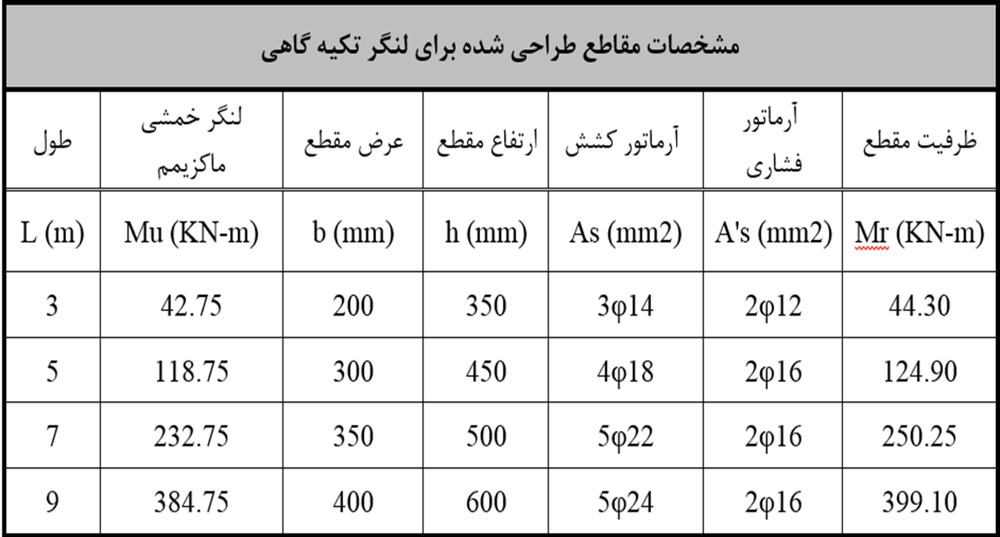 مشخصات مقاطع طراحی شده برای لنگر تکیه گاهی
طول لنگر خمشی ماکزیمم عرض مقطع ارتفاع مقطع آرماتور کشش آرماتور فشاری ظرفیت مقطع
L (m) Mu (KN-m) b (mm) h (mm) As (mm2) A's (mm2) Mr (KN-m)
3 42.75 200 350 3φ14 2φ12 44.30
5 118.75 300 450 4φ18 2φ16 124.90
7 232.75 350 500 5φ22 2φ16 250.25
9 384.75 400 600 5φ24 2φ16 399.10